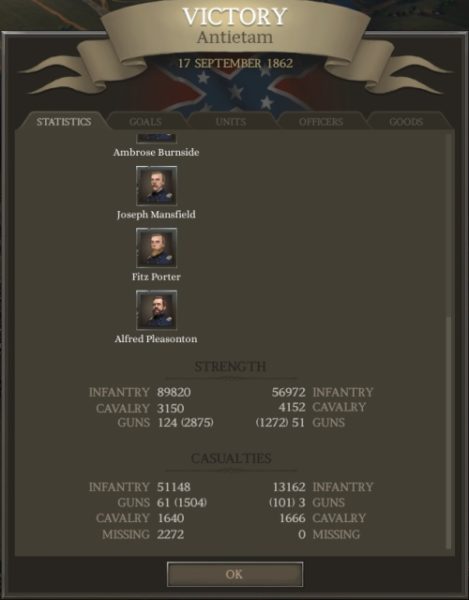 VICTORY
Antietam
17 SEPTEMBER 1862
STATISTICS GOALS UNITS OFFICERS GOODS
Ambrose Burnside
Joseph Mansfield
Fitz Porter
Alfred Pleasonton
STRENGTH
INFANTRY 89820 56972 INFANTRY
CAVALRY 3150 4152 CAVALRY
GUNS 124 (2875) (1272) 51 GUNS
CASUALTIES
INFANTRY 51148 13162 INFANTRY
GUNS 61 (1504) (101) 3 GUNS
CAVALRY 1640 1666 CAVALRY
MISSING 2272 0 MISSING
OK